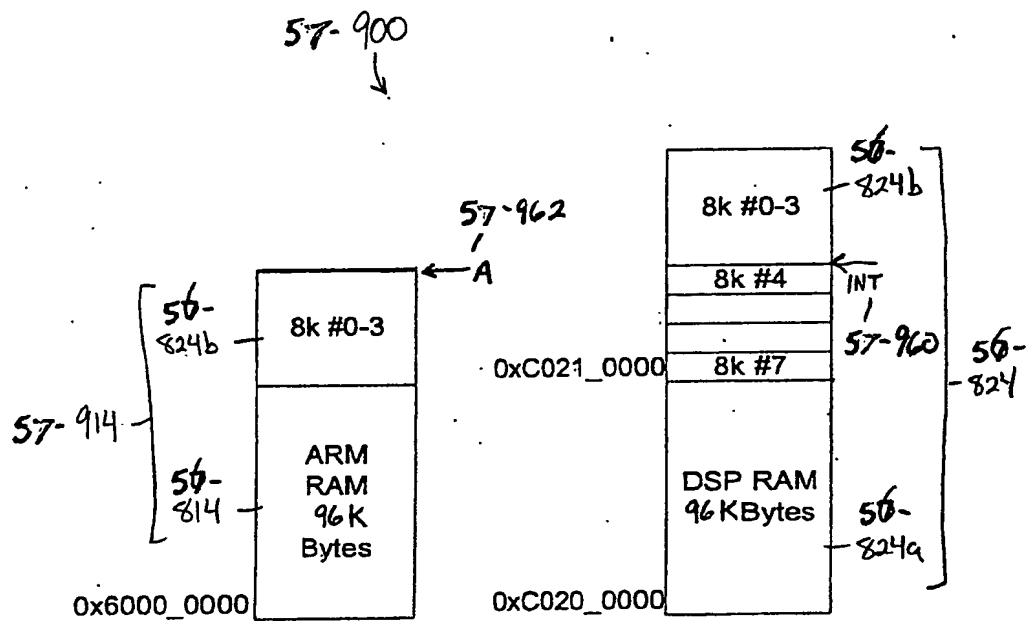 57-900
57-962
A
8k #0-3
56-
824b
57-914
ARM
RAM
96K
Bytes
56-
814
0x6000_0000
8k #0-3
56-
824b
8k #4
INT
57-960
8k #7
0xC021_0000
56-
824
DSP RAM
96KBytes
56-
824a
0xC020_0000